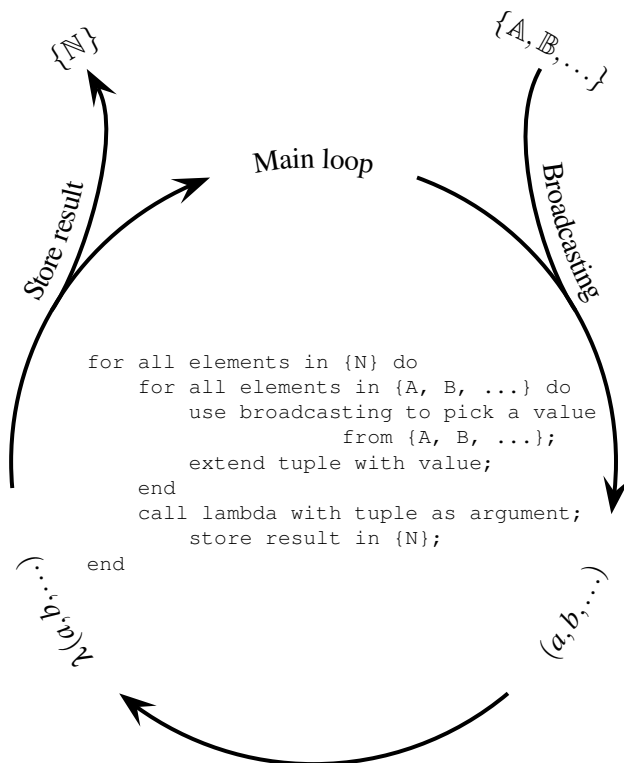 {ℕ}
{𝔸, 𝔹, …}
Main loop
Store result
Broadcasting
for all elements in {N} do
    for all elements in {A, B, ...} do
        use broadcasting to pick a value
                    from {A, B, ...};
        extend tuple with value;
    end
    call lambda with tuple as argument;
        store result in {N};
end
λ(a,b,…)
(a,b,…)